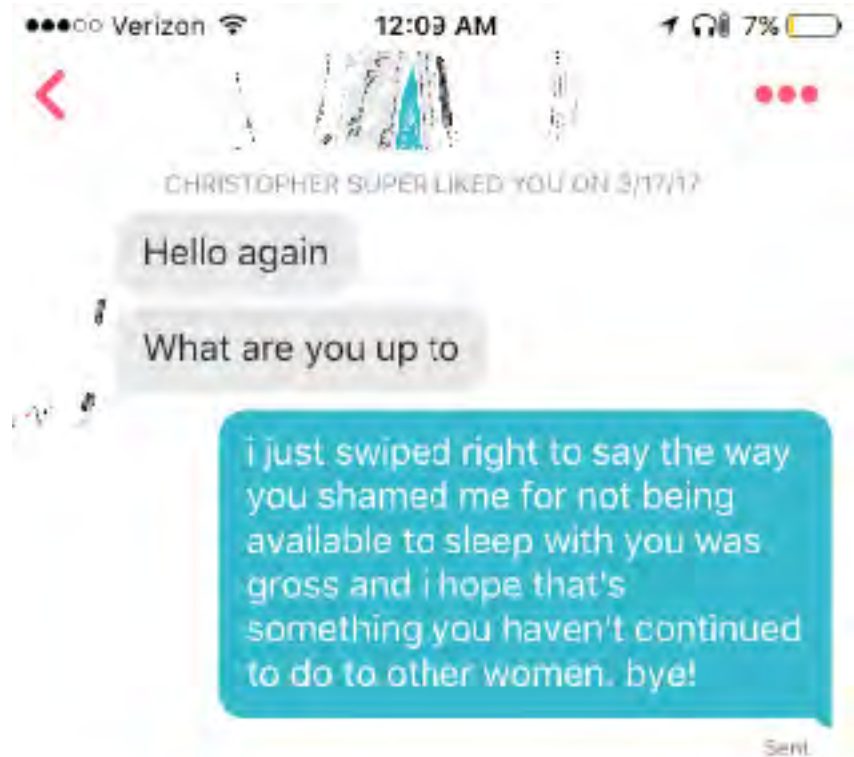 Verizon 12:09 AM 7%
CHRISTOPHER SUPER LIKED YOU ON 3/17/17
Hello again
What are you up to
i just swiped right to say the way
you shamed me for not being
available to sleep with you was
gross and i hope that's
something you haven't continued
to do to other women. bye!
Sent